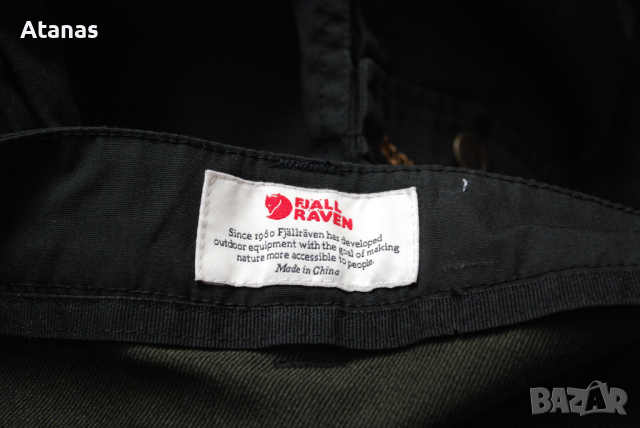 Atanas
FJÄLL
RÄVEN
Since 1960 Fjällräven has developed
outdoor equipment with the goal of making
nature more accessible to people.
Made in China
BAZAR